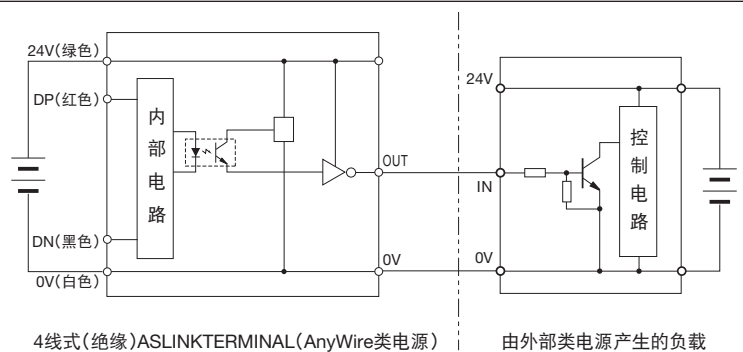 24V(绿色)
DP(红色)
内部电路
DN(黑色)
0V(白色)
OUT
0V
24V
IN
0V
控制电路
4线式(绝缘)ASLINKTERMINAL(AnyWire类电源)
由外部类电源产生的负载